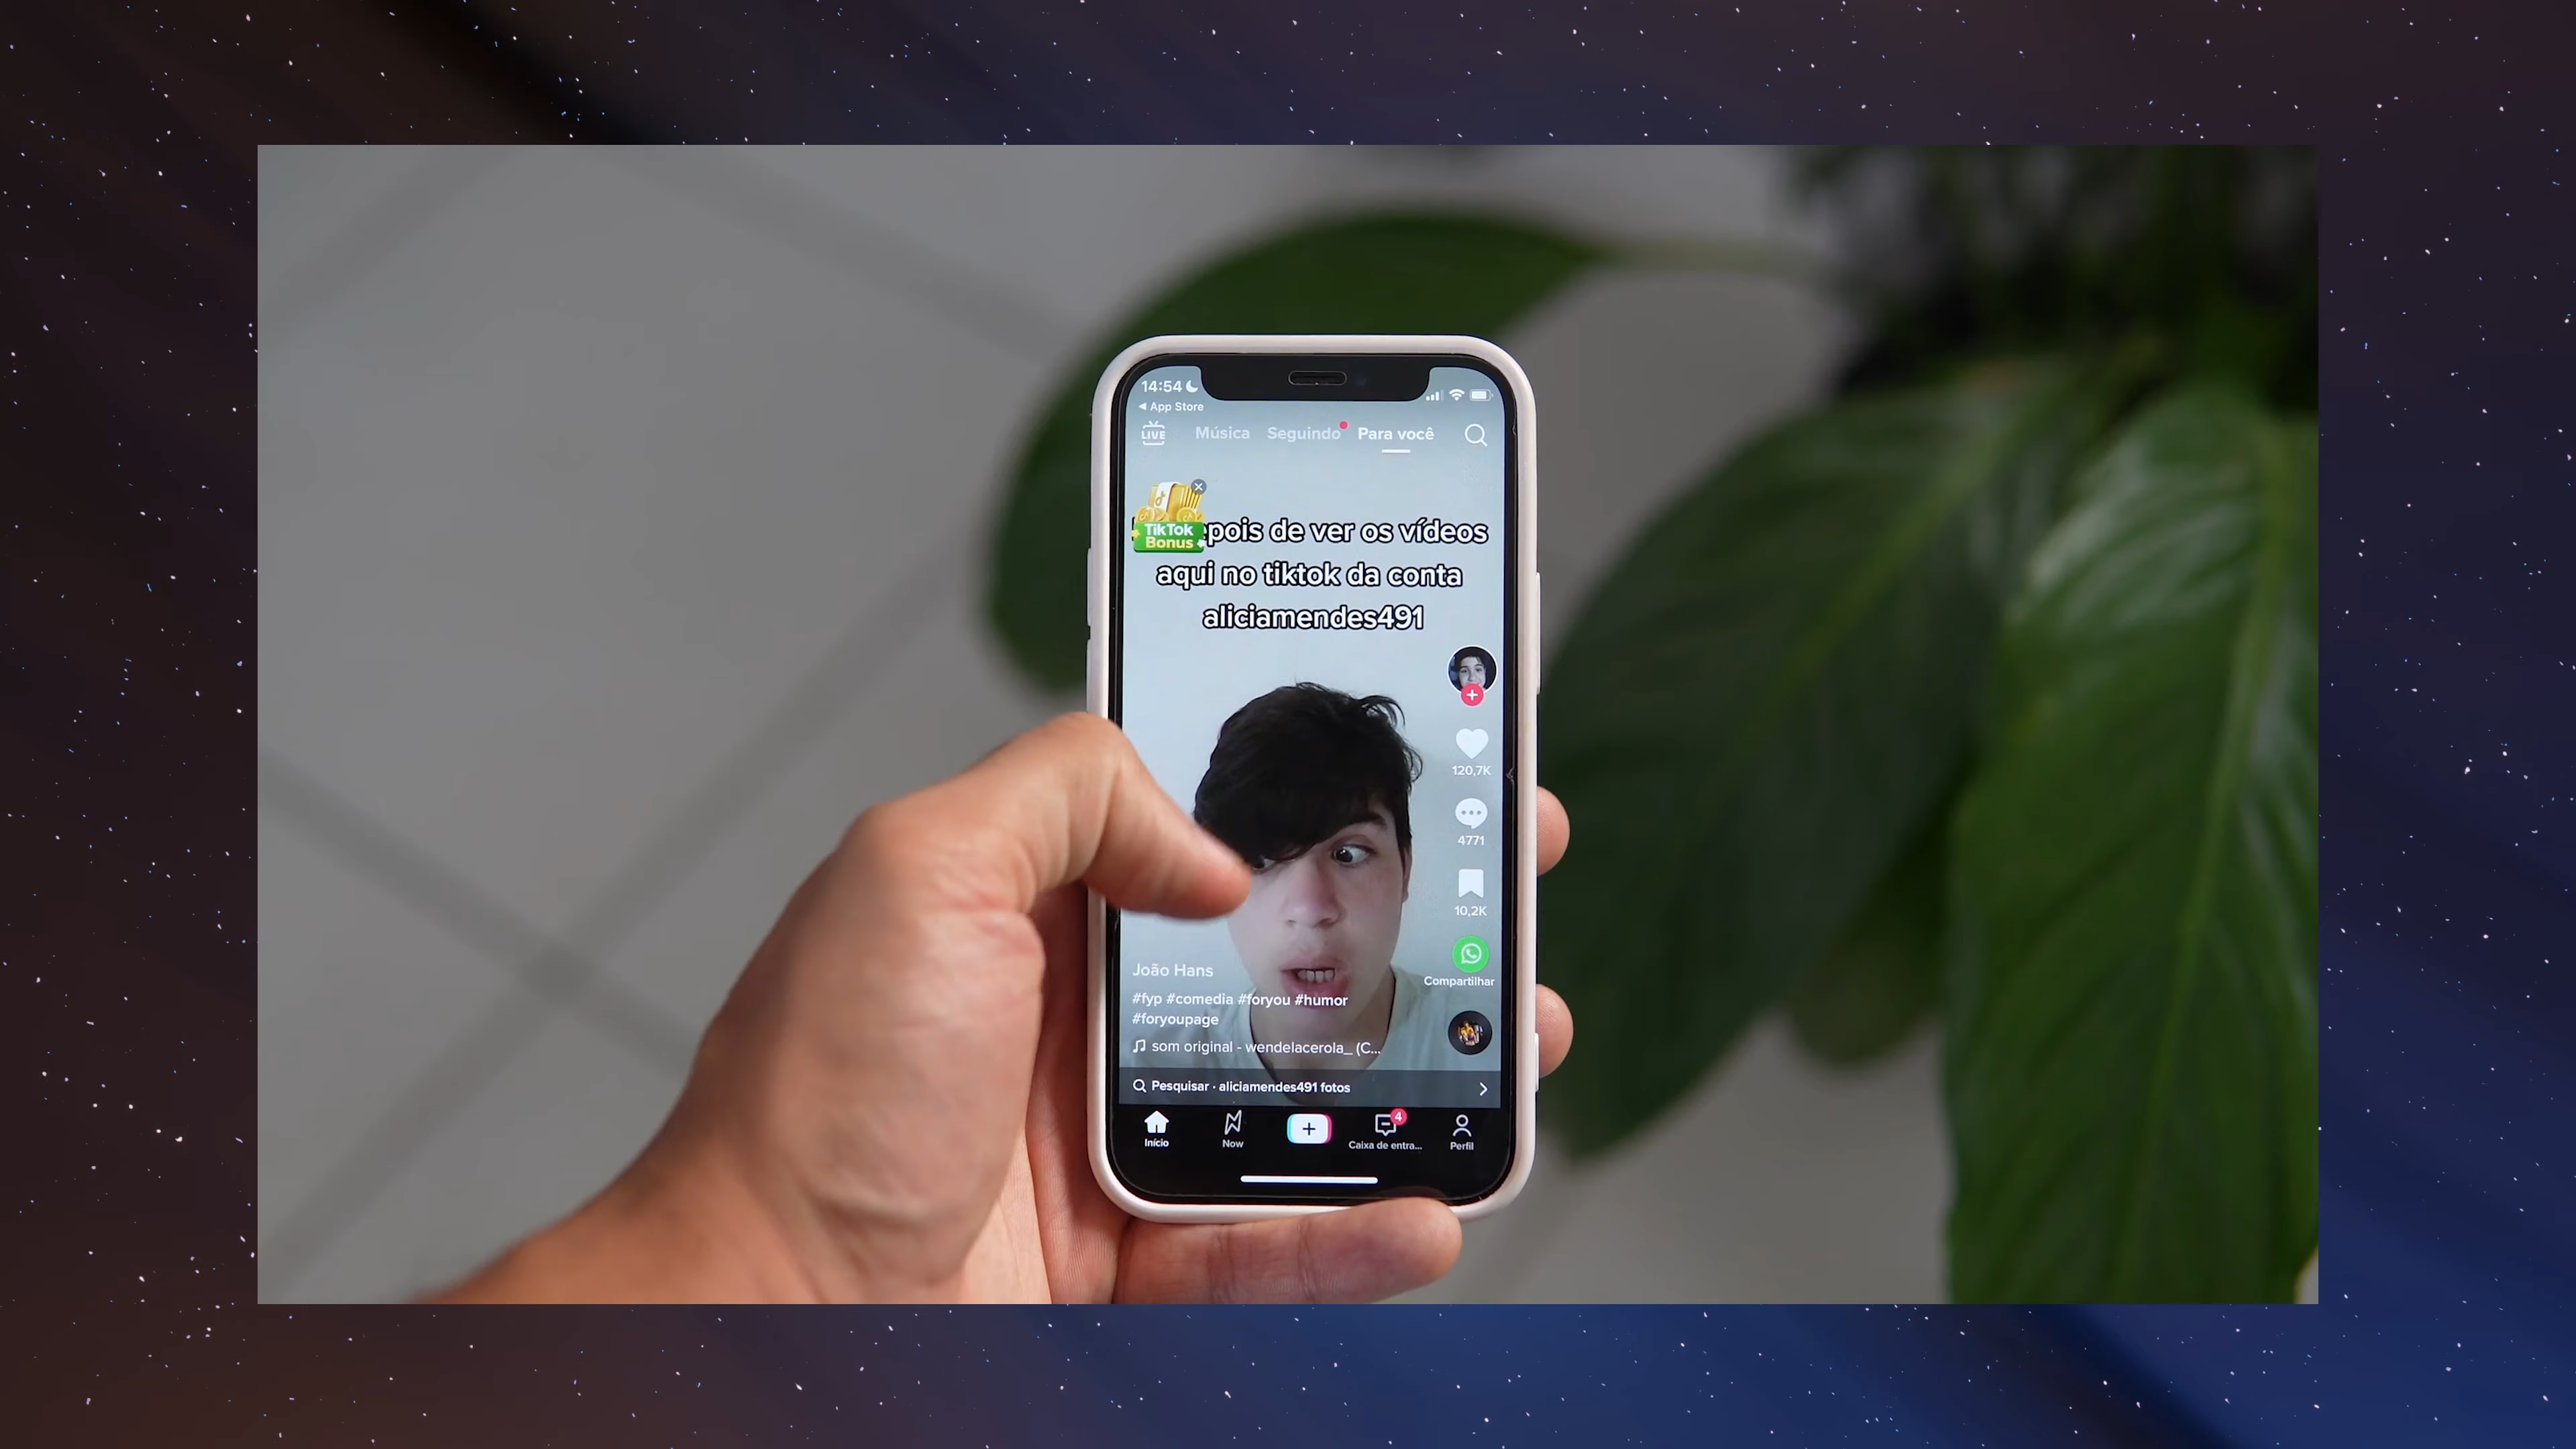 14:54
App Store
LIVE
Música
Seguindo
Para você
TikTok
Bonus
pois de ver os vídeos
aqui no tiktok da conta
aliciamendes491
120,7K
4771
10,2K
Compartilhar
João Hans
#fyp #comedia #foryou #humor
#foryoupage
som original - wendelacerola_ (C...
Pesquisar · aliciamendes491 fotos
Início
Now
4
Caixa de entra...
Perfil